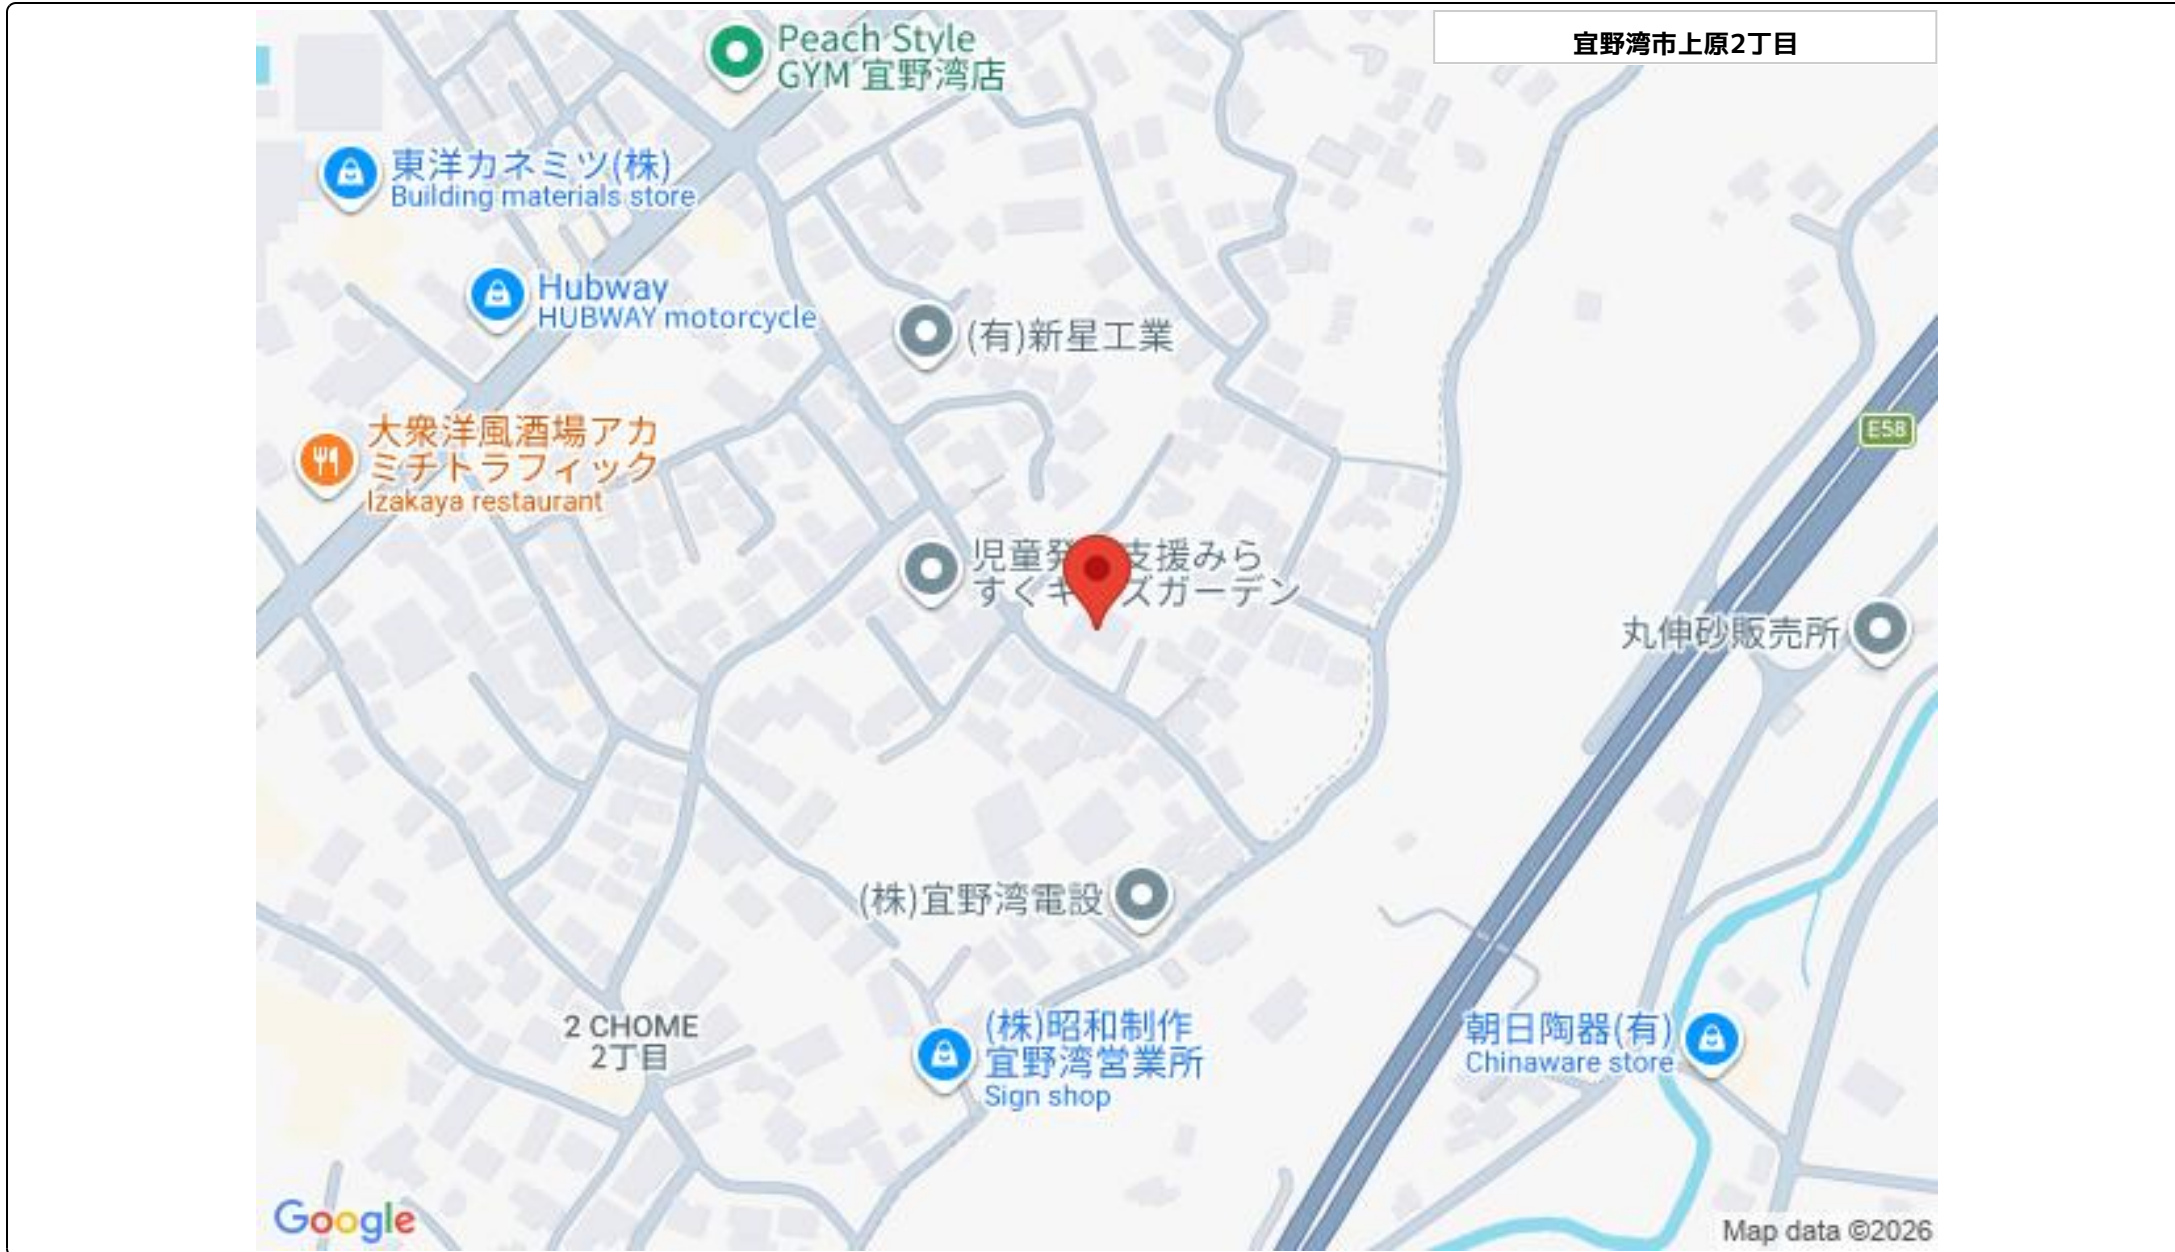 宜野湾市上原2丁目
Peach Style
GYM 宜野湾店
東洋カネミツ(株)
Building materials store
Hubway
HUBWAY motorcycle
(有)新星工業
E58
大衆洋風酒場アカ
ミチトラフィック
Izakaya restaurant
児童発 支援みら
すくキ ズガーデン
丸伸砂販売所
(株)宜野湾電設
2 CHOME
2丁目
(株)昭和制作
宜野湾営業所
Sign shop
朝日陶器(有)
Chinaware store
Google
Map data ©2026